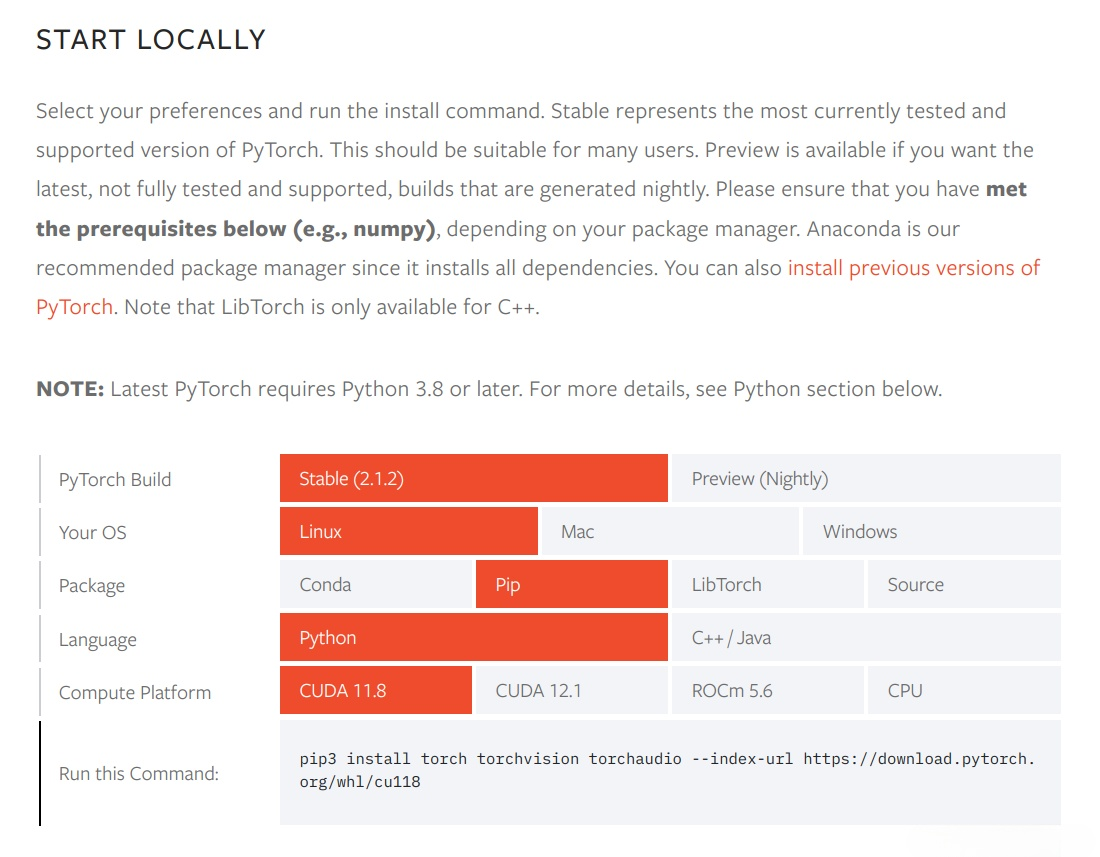 START LOCALLY
Select your preferences and run the install command. Stable represents the most currently tested and
supported version of PyTorch. This should be suitable for many users. Preview is available if you want the
latest, not fully tested and supported, builds that are generated nightly. Please ensure that you have met
the prerequisites below (e.g., numpy), depending on your package manager. Anaconda is our
recommended package manager since it installs all dependencies. You can also install previous versions of
PyTorch. Note that LibTorch is only available for C++.
NOTE: Latest PyTorch requires Python 3.8 or later. For more details, see Python section below.
PyTorch Build Stable (2.1.2) Preview (Nightly)
Your OS Linux Mac Windows
Package Conda Pip LibTorch Source
Language Python C++ / Java
Compute Platform CUDA 11.8 CUDA 12.1 ROCm 5.6 CPU
Run this Command: pip3 install torch torchvision torchaudio --index-url https://download.pytorch.
org/whl/cu118